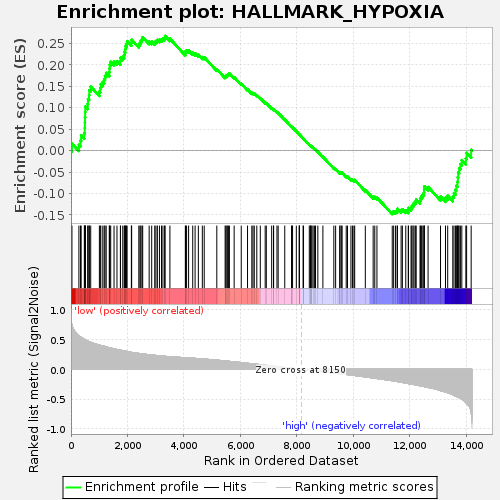 Enrichment plot: HALLMARK_HYPOXIA
Enrichment score (ES)
0.25
0.20
0.15
0.10
0.05
0.00
-0.05
-0.10
-0.15
'low' (positively correlated)
Ranked list metric (Signal2Noise)
1.0
0.5
0.0
-0.5
-1.0
Zero cross at 8150
'high' (negatively correlated)
0
2,000
4,000
6,000
8,000
10,000
12,000
14,000
Rank in Ordered Dataset
Enrichment profile
Hits
Ranking metric scores